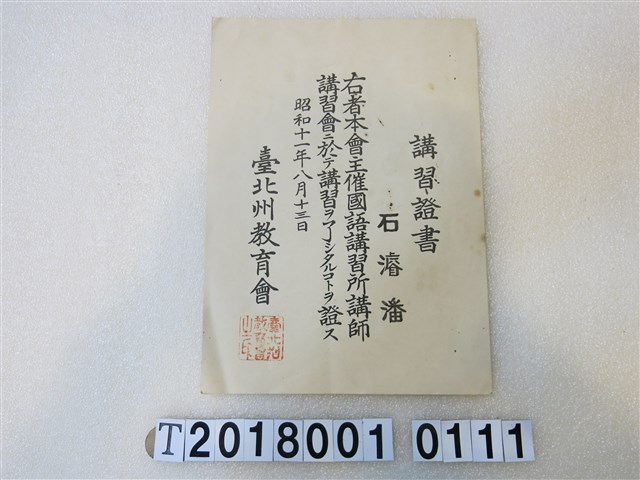 講習證書
石濬潘
右者本會主催國語講習所講師
講習會ニ於テ講習ヲ了シタルコトヲ證ス
昭和十一年八月十三日
臺北州教育會
T2018001 0111